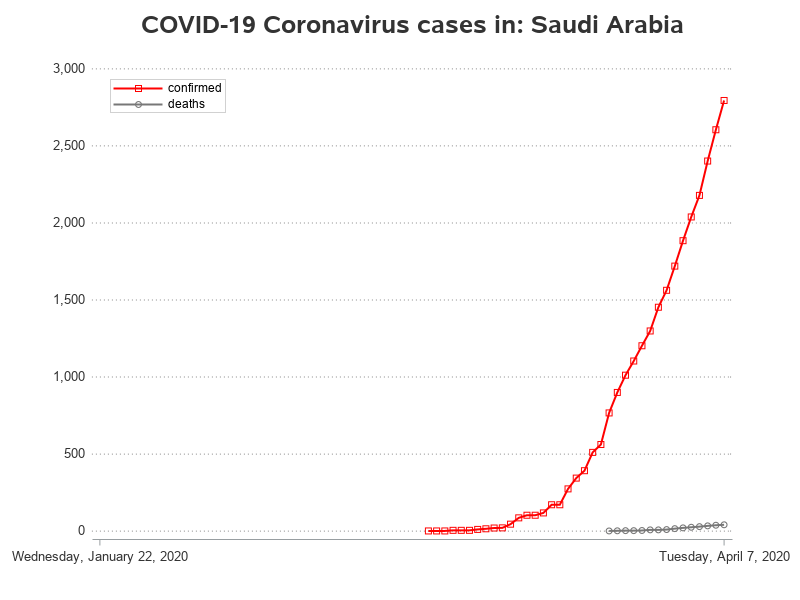 COVID-19 Coronavirus cases in: Saudi Arabia
3,000
confirmed
deaths
2,500
2,000
1,500
1,000
500
0
Wednesday, January 22, 2020
Tuesday, April 7, 2020